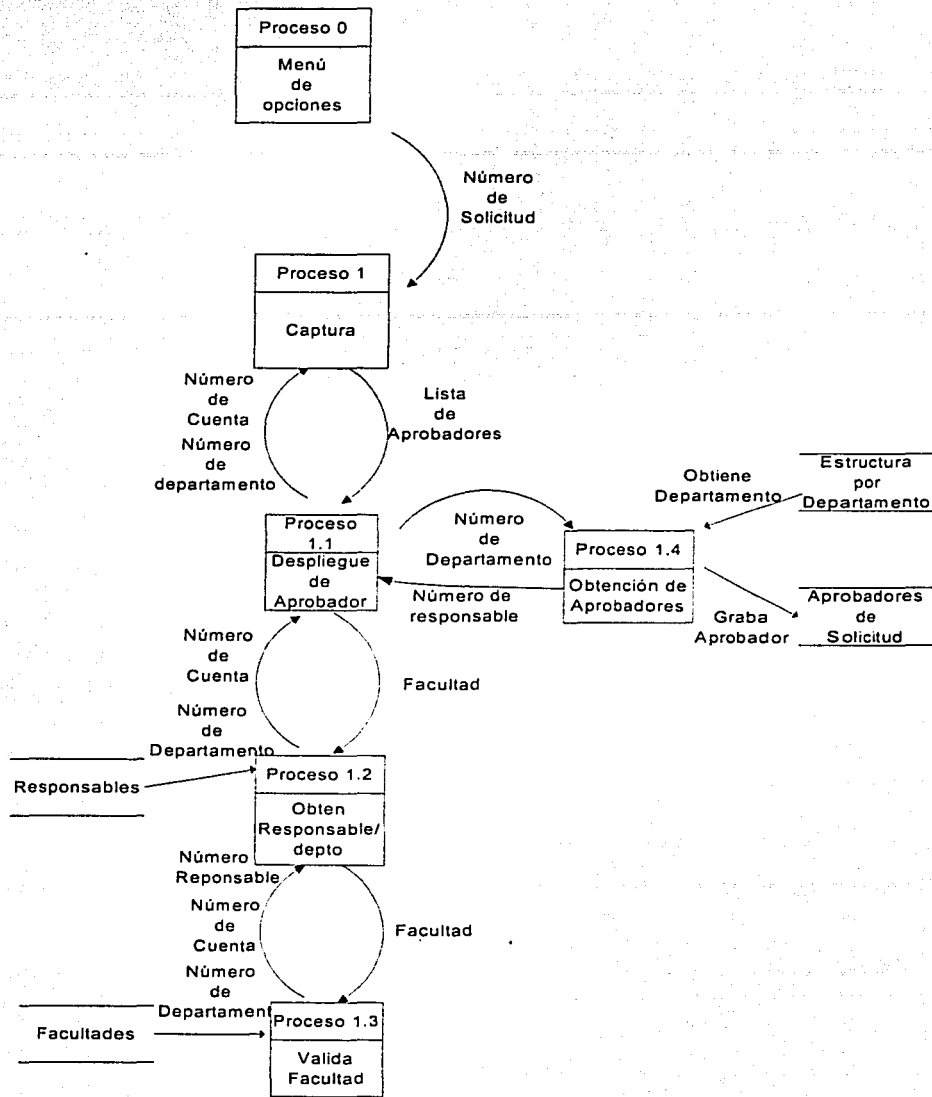 Proceso 0
Menú
de
opciones
Número
de
Solicitud
Proceso 1
Captura
Número
de
Cuenta
Número
de
departamento
Lista
de
Aprobadores
Obtiene
Departamento
Estructura
por
Departamento
Proceso
1.1
Despliegue
de
Aprobador
Número
de
Departamento
Número de
responsable
Proceso 1.4
Obtención de
Aprobadores
Graba
Aprobador
Aprobadores
de
Solicitud
Número
de
Cuenta
Número
de
Departamento
Facultad
Responsables
Proceso 1.2
Obten
Responsable/
depto
Número
Reponsable
Número
de
Cuenta
Número
de
Departament
Facultad
Facultades
Proceso 1.3
Valida
Facultad